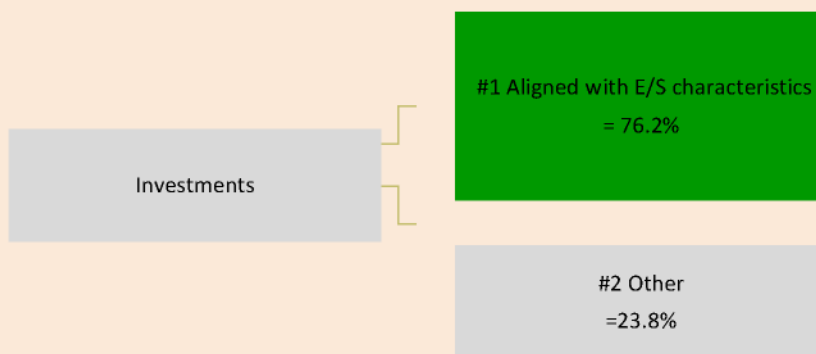 #1 Aligned with E/S characteristics
= 76.2%
Investments
#2 Other
=23.8%